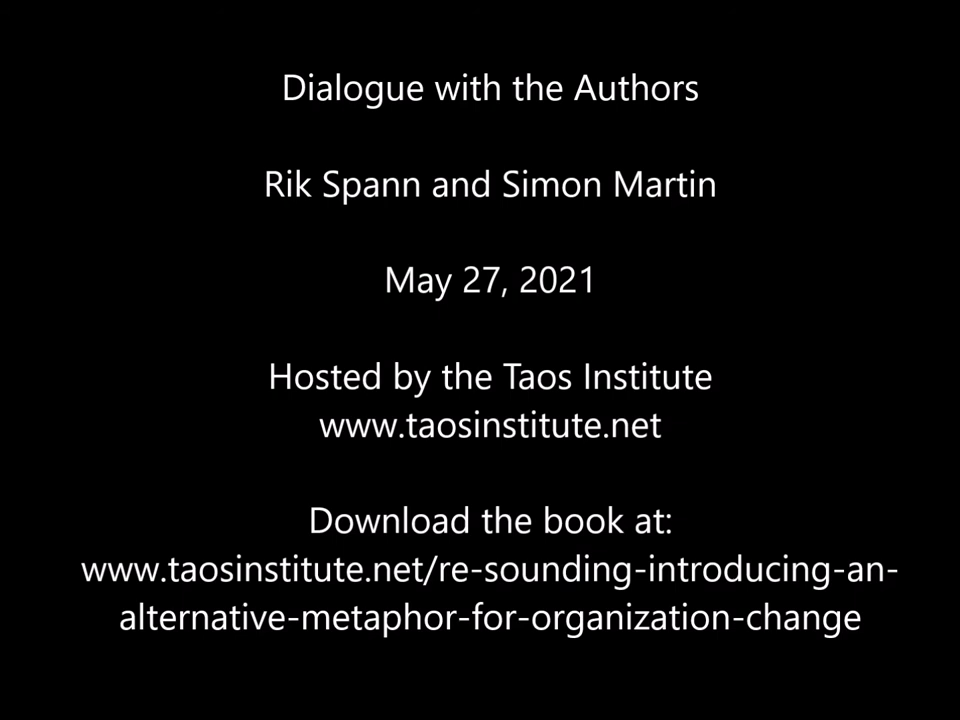 Dialogue with the Authors
Rik Spann and Simon Martin
May 27, 2021
Hosted by the Taos Institute
www.taosinstitute.net
Download the book at:
www.taosinstitute.net/re-sounding-introducing-an-
alternative-metaphor-for-organization-change